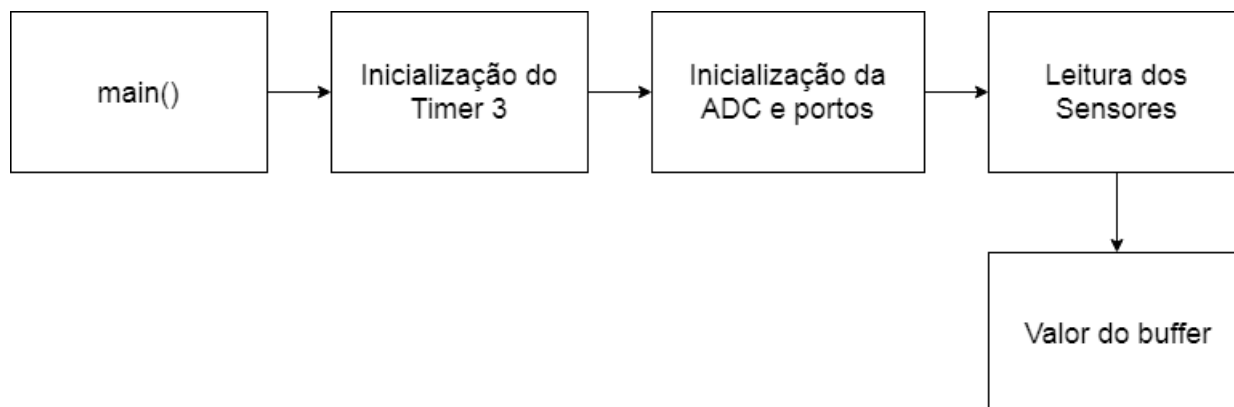 main()
Inicialização do
Timer 3
Inicialização da
ADC e portos
Leitura dos
Sensores
Valor do buffer